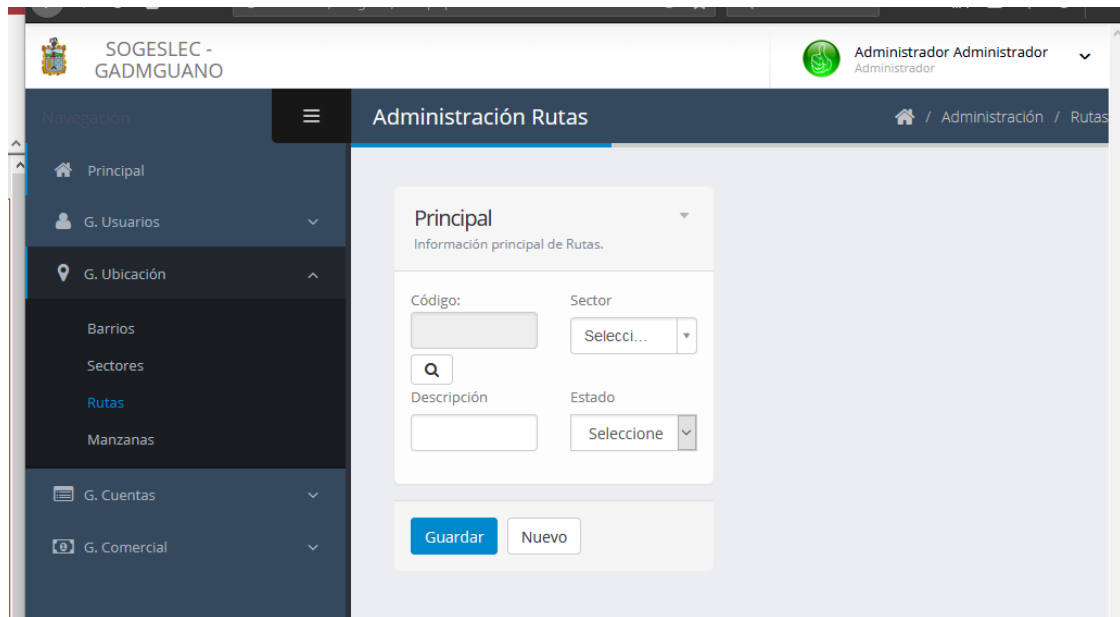 SOGESLEC -
GADMGUANO
Administrador Administrador
Administrador
Navegación
Administración Rutas
/ Administración / Rutas
Principal
G. Usuarios
G. Ubicación
Barrios
Sectores
Rutas
Manzanas
G. Cuentas
G. Comercial
Principal
Información principal de Rutas.
Código:
Sector
Selecci...
Descripción
Estado
Seleccione
Guardar
Nuevo